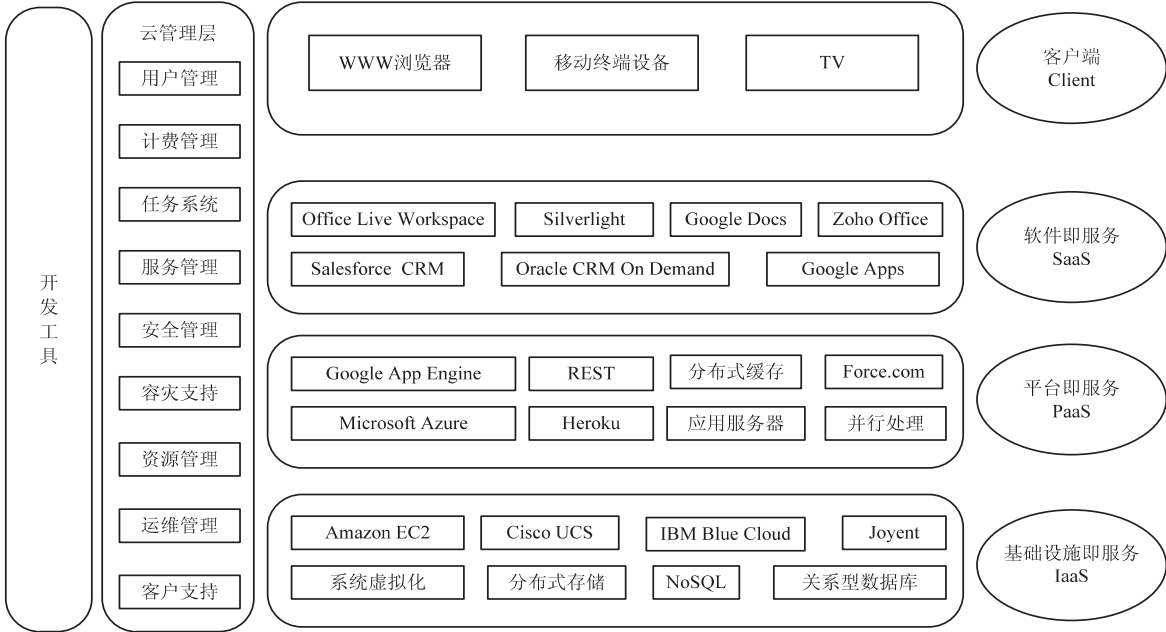 开
发
工
具
云管理层
用户管理
计费管理
任务系统
服务管理
安全管理
容灾支持
资源管理
运维管理
客户支持
WWW浏览器
移动终端设备
TV
客户端
Client
Office Live Workspace
Silverlight
Google Docs
Zoho Office
Salesforce CRM
Oracle CRM On Demand
Google Apps
软件即服务
SaaS
Google App Engine
REST
分布式缓存
Force.com
Microsoft Azure
Heroku
应用服务器
并行处理
平台即服务
PaaS
Amazon EC2
Cisco UCS
IBM Blue Cloud
Joyent
系统虚拟化
分布式存储
NoSQL
关系型数据库
基础设施即服务
IaaS